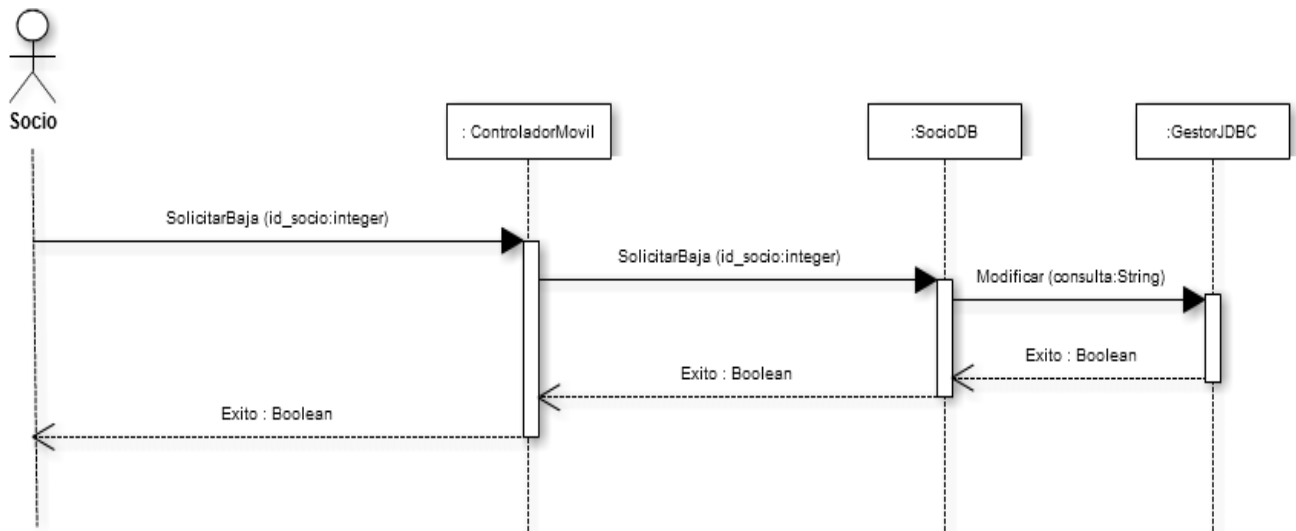 Socio
: ControladorMovil
:SocioDB
:GestorJDBC
SolicitarBaja (id_socio:integer)
SolicitarBaja (id_socio:integer)
Modificar (consulta:String)
Exito : Boolean
Exito : Boolean
Exito : Boolean